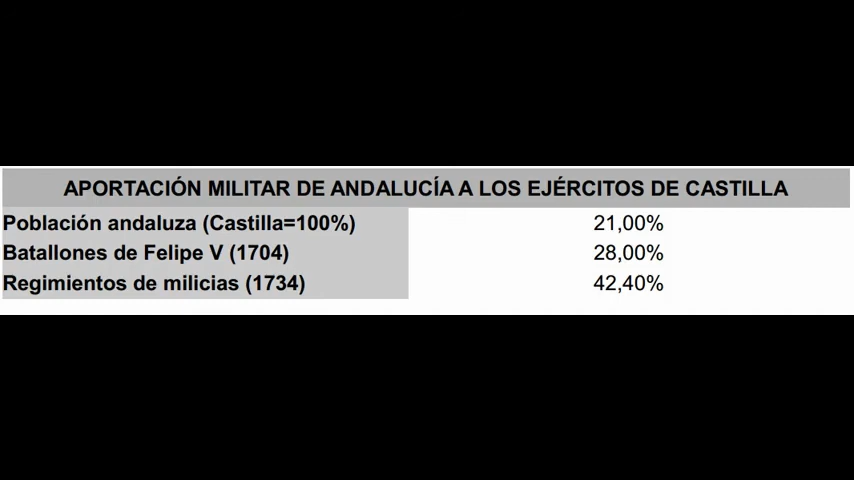 APORTACIÓN MILITAR DE ANDALUCÍA A LOS EJÉRCITOS DE CASTILLA
Población andaluza (Castilla=100%) 21,00%
Batallones de Felipe V (1704) 28,00%
Regimientos de milicias (1734) 42,40%